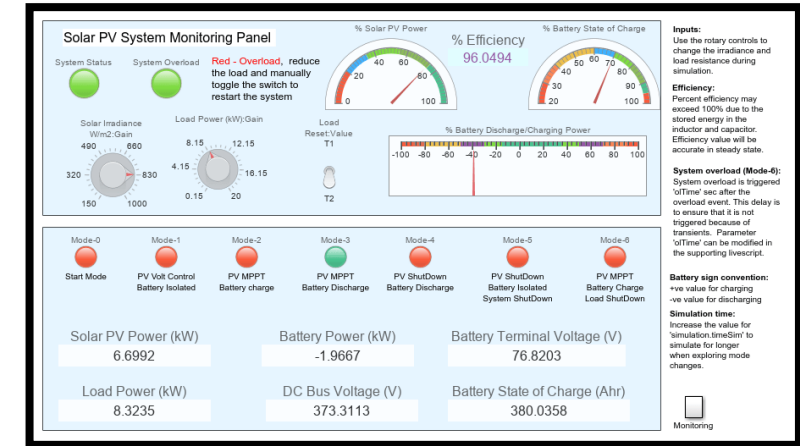 Solar PV System Monitoring Panel
System Status
System Overload
Red - Overload, reduce
the load and manually
toggle the switch to
restart the system
% Solar PV Power
0
20
40
60
80
100
% Efficiency
96.0494
% Battery State of Charge
20
30
40
50
60
70
80
90
100
Solar Irradiance
W/m2:Gain
150
320
490
660
830
1000
Load Power (kW):Gain
0.15
4.15
8.15
12.15
16.15
20
Load
Reset:Value
T1
T2
% Battery Discharge/Charging Power
-100 -80 -60 -40 -20 0 20 40 60 80 100
Mode-0
Start Mode
Mode-1
PV Volt Control
Battery Isolated
Mode-2
PV MPPT
Battery charge
Mode-3
PV MPPT
Battery Discharge
Mode-4
PV ShutDown
Battery Discharge
Mode-5
PV ShutDown
Battery Isolated
System ShutDown
Mode-6
PV MPPT
Battery Charge
Load ShutDown
Solar PV Power (kW)
6.6992
Battery Power (kW)
-1.9667
Battery Terminal Voltage (V)
76.8203
Load Power (kW)
8.3235
DC Bus Voltage (V)
373.3113
Battery State of Charge (Ahr)
380.0358
Inputs:
Use the rotary controls to
change the irradiance and
load resistance during
simulation.
Efficiency:
Percent efficiency may
exceed 100% due to the
stored energy in the
inductor and capacitor.
Efficiency value will be
accurate in steady state.
System overload (Mode-6):
System overload is triggered
'olTime' sec after the
overload event. This delay is
to ensure that it is not
triggered because of
transients. Parameter
'olTime' can be modified in
the supporting livescript.
Battery sign convention:
+ve value for charging
-ve value for discharging
Simulation time:
Increase the value for
'simulation.timeSim' to
simulate for longer
when exploring mode
changes.
Monitoring